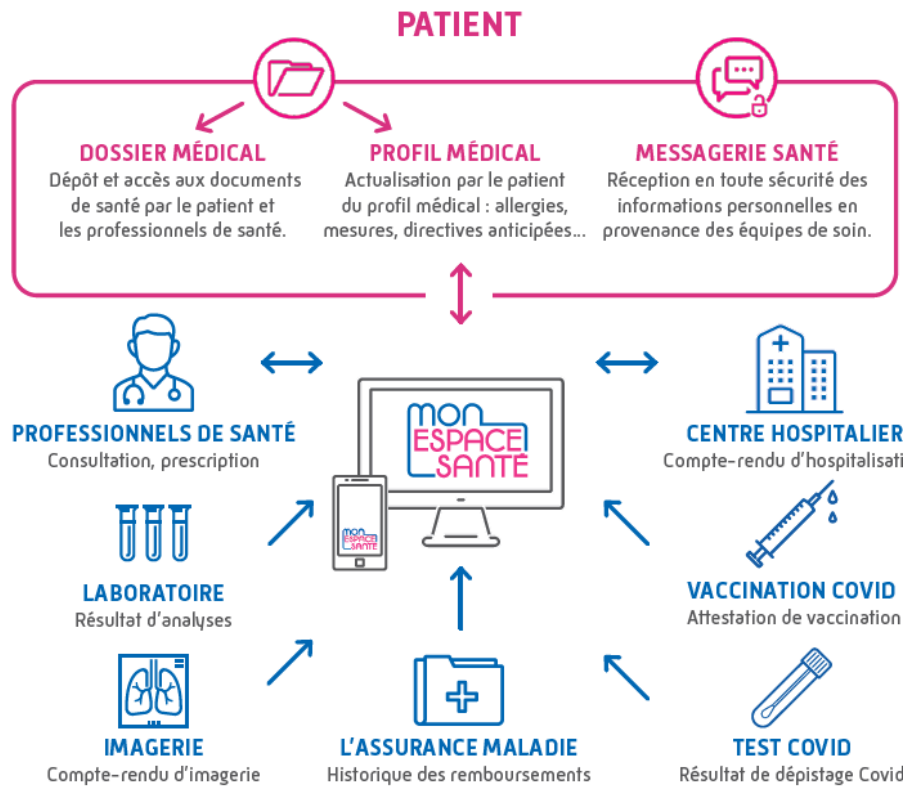 PATIENT
DOSSIER MÉDICAL
Dépôt et accès aux documents
de santé par le patient et
les professionnels de santé.
PROFIL MÉDICAL
Actualisation par le patient
du profil médical : allergies,
mesures, directives anticipées...
MESSAGERIE SANTÉ
Réception en toute sécurité des
informations personnelles en
provenance des équipes de soin.
PROFESSIONNELS DE SANTÉ
Consultation, prescription
mon
ESPACE
SANTÉ
mon
ESPACE
SANTÉ
CENTRE HOSPITALIER
Compte-rendu d'hospitalisati
LABORATOIRE
Résultat d'analyses
VACCINATION COVID
Attestation de vaccination
IMAGERIE
Compte-rendu d'imagerie
L'ASSURANCE MALADIE
Historique des remboursements
TEST COVID
Résultat de dépistage Covid